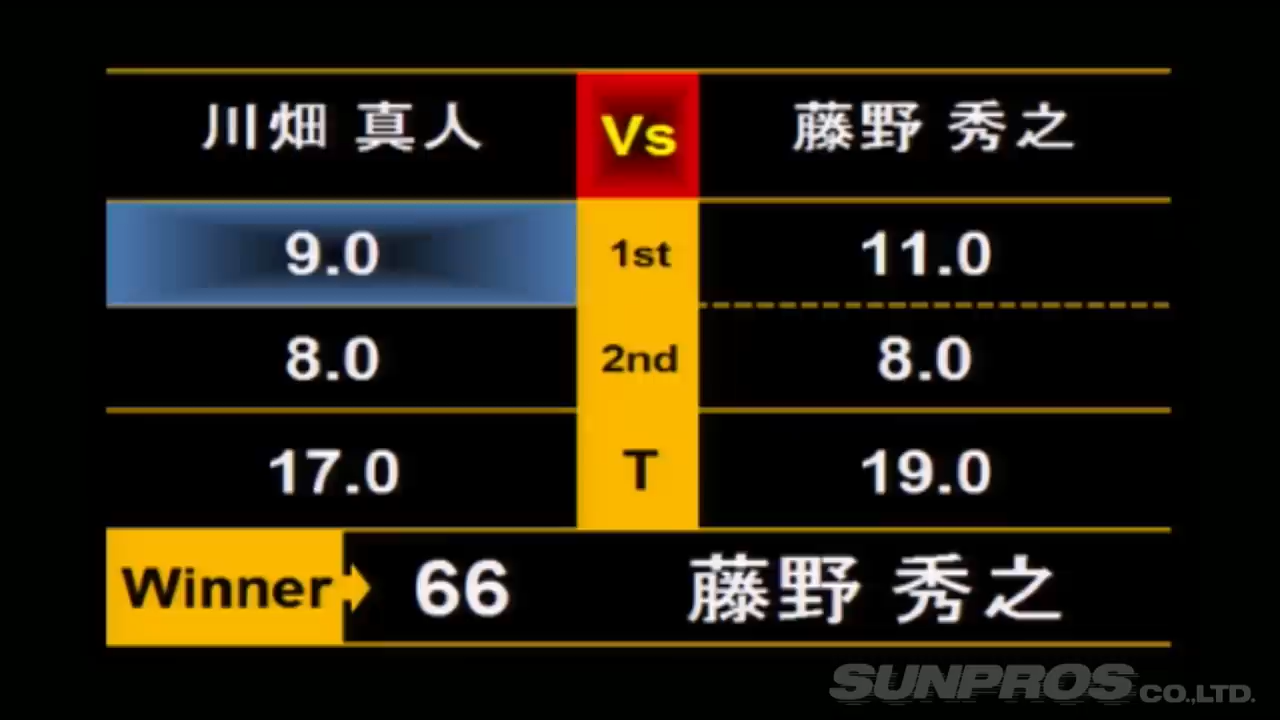 川畑 真人 Vs 藤野 秀之
9.0 1st 11.0
8.0 2nd 8.0
17.0 T 19.0
Winner 66 藤野 秀之
SUNPROS CO.,LTD.